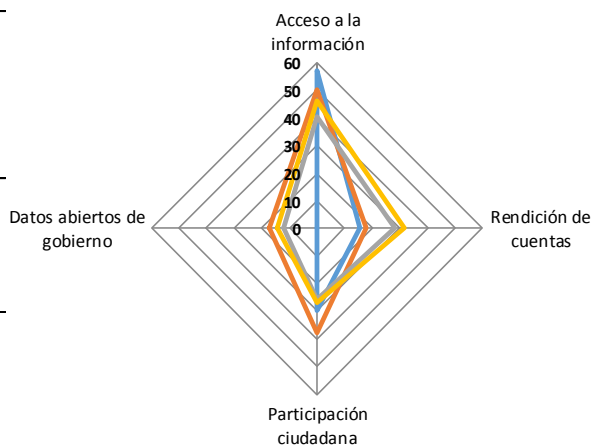 Acceso a la
información
60
50
40
30
20
10
0
Datos abiertos de
gobierno
Rendición de
cuentas
Participación
ciudadana